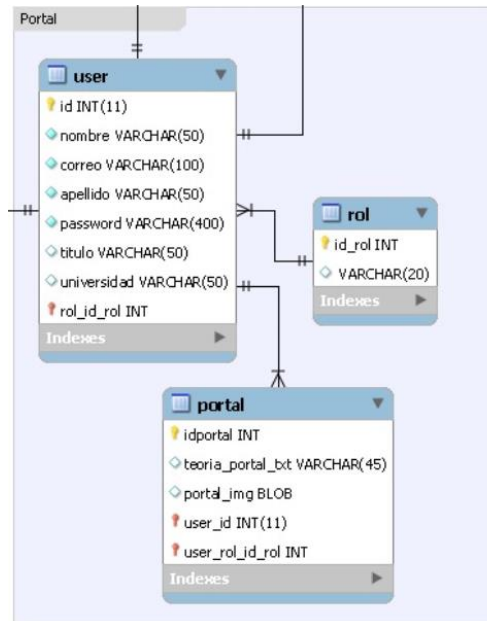 Portal
user
id INT(11)
nombre VARCHAR(50)
correo VARCHAR(100)
apellido VARCHAR(50)
password VARCHAR(400)
titulo VARCHAR(50)
universidad VARCHAR(50)
rol_id_rol INT
Indexes
rol
id_rol INT
VARCHAR(20)
Indexes
portal
idportal INT
teoria_portal_txt VARCHAR(45)
portal_img BLOB
user_id INT(11)
user_rol_id_rol INT
Indexes